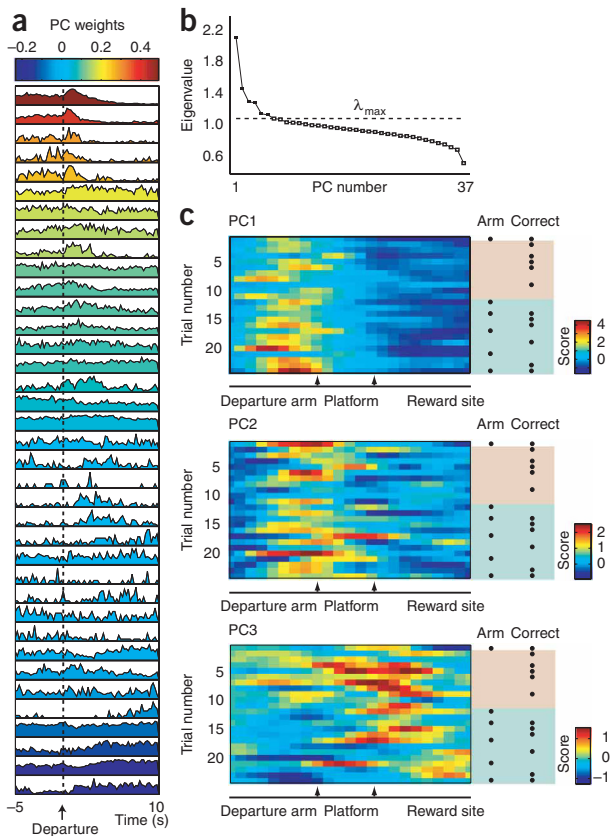 a
PC weights
−0.2 0 0.2 0.4
−5 10
Time (s)
Departure
b
Eigenvalue
2.2
1.8
1.4
1.0
0.6
λmax
1 37
PC number
c
PC1
Arm Correct
Trial number
5
10
15
20
Score
4
2
0
Departure arm Platform Reward site
PC2
Arm Correct
Trial number
5
10
15
20
Score
2
1
0
Departure arm Platform Reward site
PC3
Arm Correct
Trial number
5
10
15
20
Score
1
0
−1
Departure arm Platform Reward site